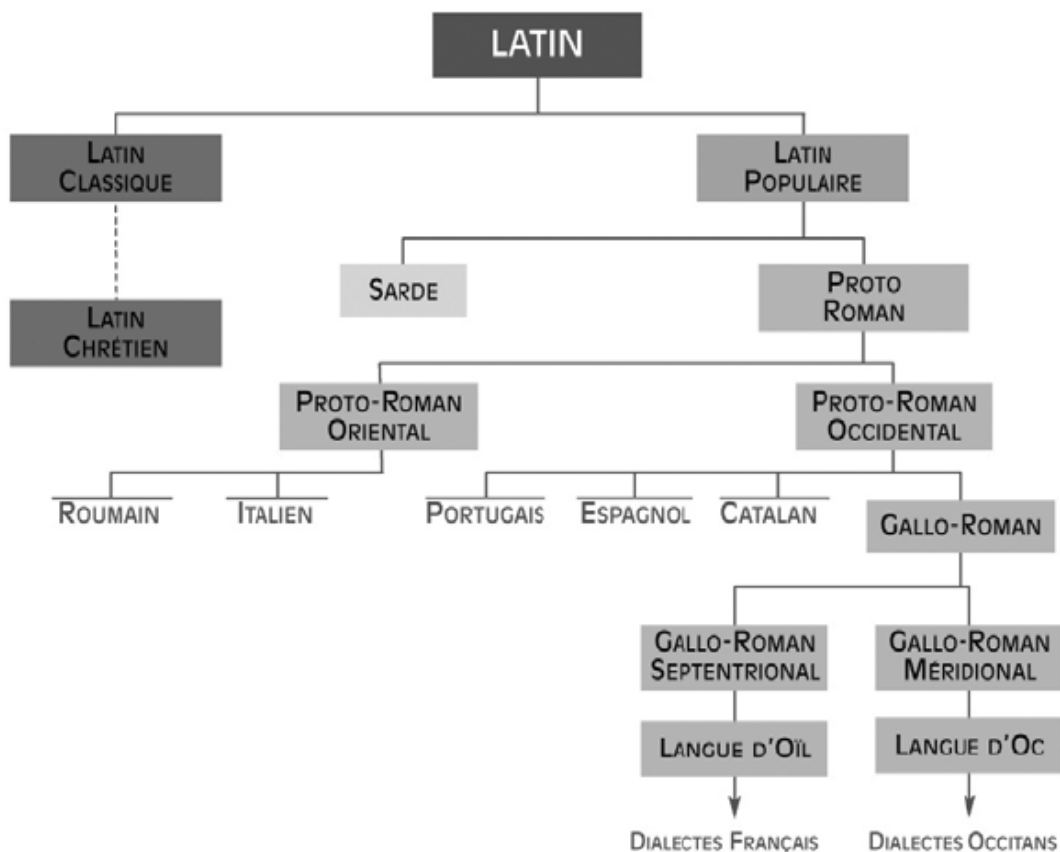 LATIN
LATIN
CLASSIQUE
LATIN
POPULAIRE
SARDE
PROTO
ROMAN
LATIN
CHRÉTIEN
PROTO-ROMAN
ORIENTAL
PROTO-ROMAN
OCCIDENTAL
ROUMAIN
ITALIEN
PORTUGAIS
ESPAGNOL
CATALAN
GALLO-ROMAN
GALLO-ROMAN
SEPTENTRIONAL
GALLO-ROMAN
MÉRIDIONAL
LANGUE D'OÏL
LANGUE D'OC
DIALECTES FRANÇAIS
DIALECTES OCCITANS